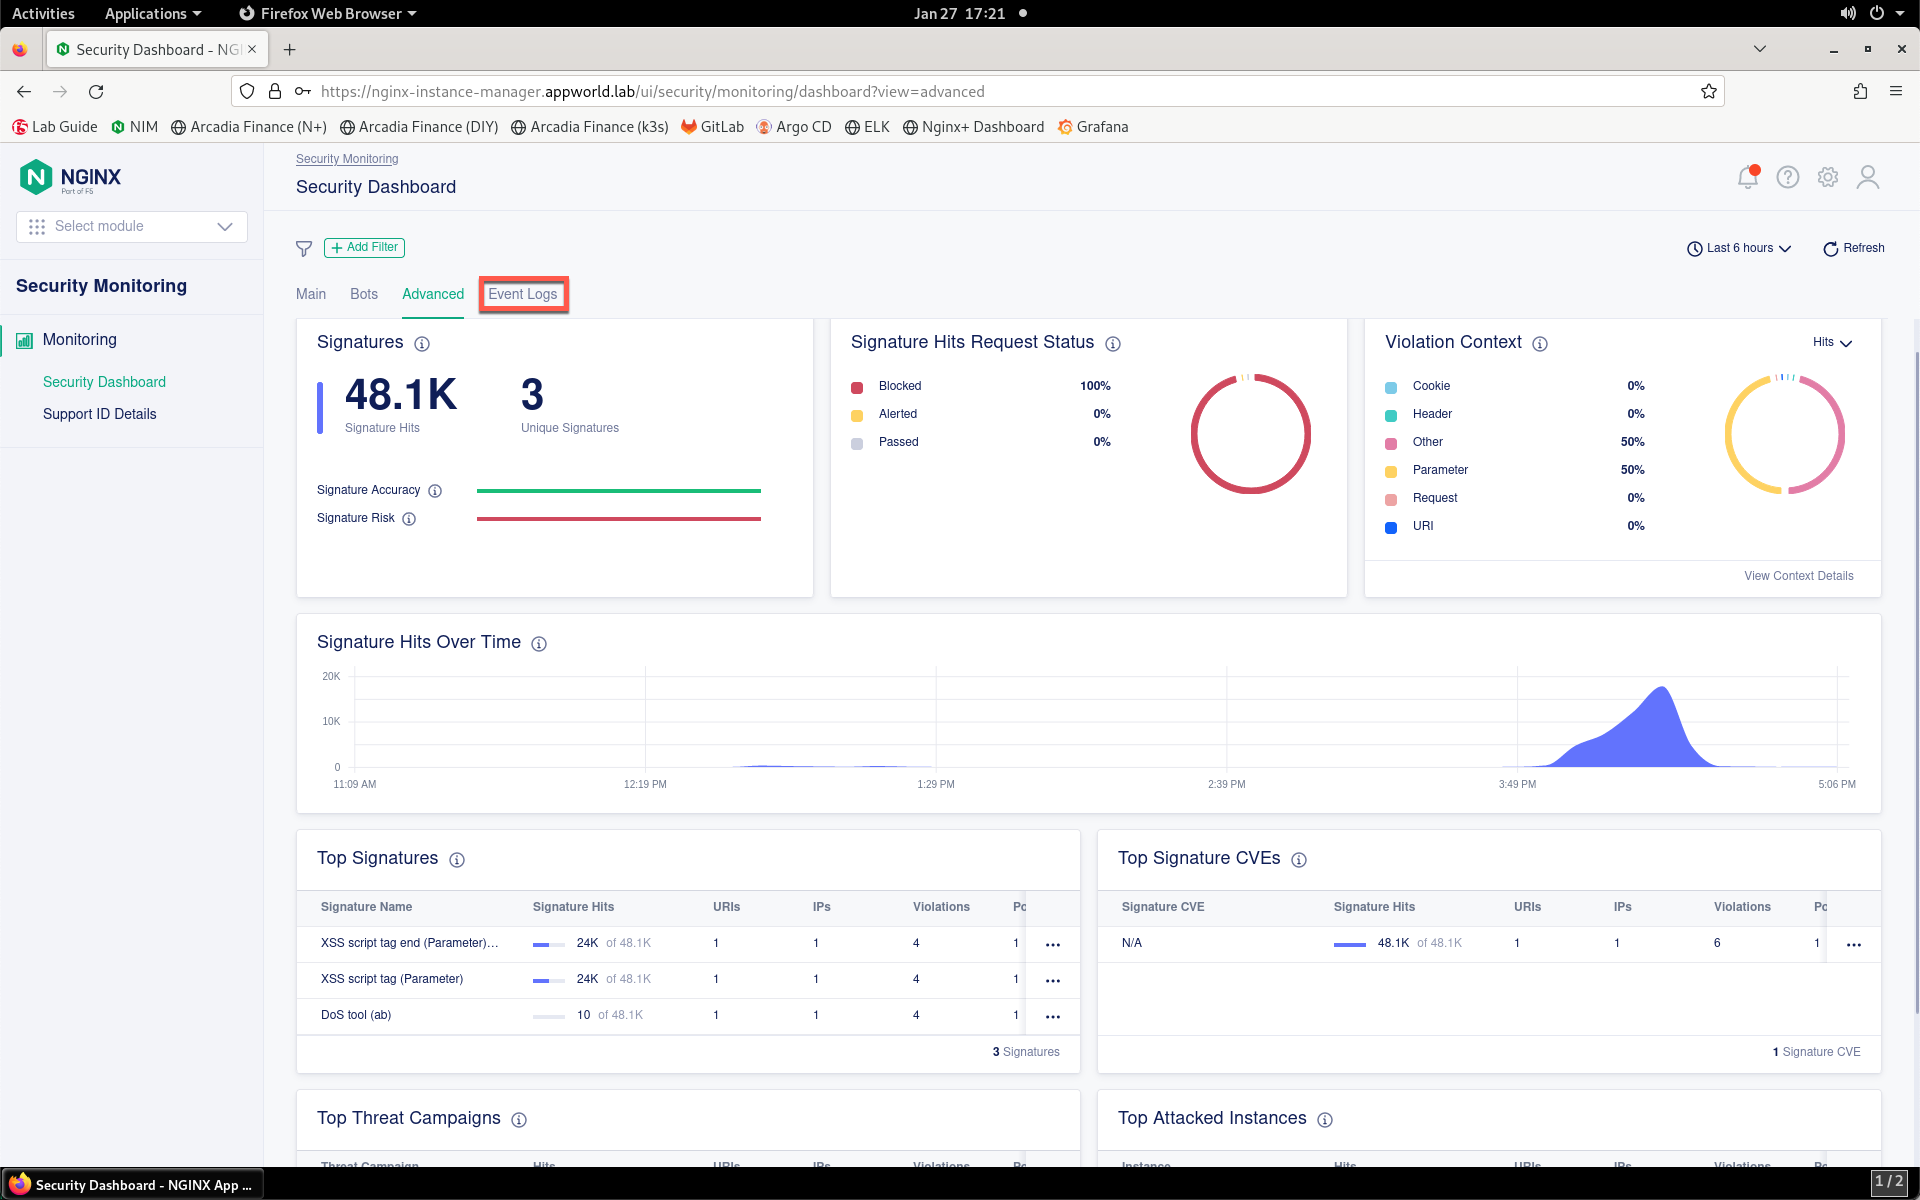 Activities Applications Firefox Web Browser Jan 27 17:21
Security Dashboard - NG
https://nginx-instance-manager.appworld.lab/ui/security/monitoring/dashboard?view=advanced
Lab Guide NIM Arcadia Finance (N+) Arcadia Finance (DIY) Arcadia Finance (k3s) GitLab Argo CD ELK Nginx+ Dashboard Grafana
NGINX
Part of F5
Select module
Security Monitoring
Monitoring
Security Dashboard
Support ID Details
Security Monitoring
Security Dashboard
Add Filter
Last 6 hours Refresh
Main Bots Advanced Event Logs
Signatures
48.1K 3
Signature Hits Unique Signatures
Signature Accuracy
Signature Risk
Signature Hits Request Status
Blocked 100%
Alerted 0%
Passed 0%
Violation Context Hits
Cookie 0%
Header 0%
Other 50%
Parameter 50%
Request 0%
URI 0%
View Context Details
Signature Hits Over Time
20K
10K
0
11:09 AM 12:19 PM 1:29 PM 2:39 PM 3:49 PM 5:06 PM
Top Signatures
Signature Name Signature Hits URIs IPs Violations Po
XSS script tag end (Parameter)... 24K of 48.1K 1 1 4 1
XSS script tag (Parameter) 24K of 48.1K 1 1 4 1
DoS tool (ab) 10 of 48.1K 1 1 4 1
3 Signatures
Top Signature CVEs
Signature CVE Signature Hits URIs IPs Violations Po
N/A 48.1K of 48.1K 1 1 6 1
1 Signature CVE
Top Threat Campaigns
Threat Campaign Hits URIs IPs Violations Po
Top Attacked Instances
Instance Hits URIs IPs Violations Po
Security Dashboard - NGINX App ...
1 / 2